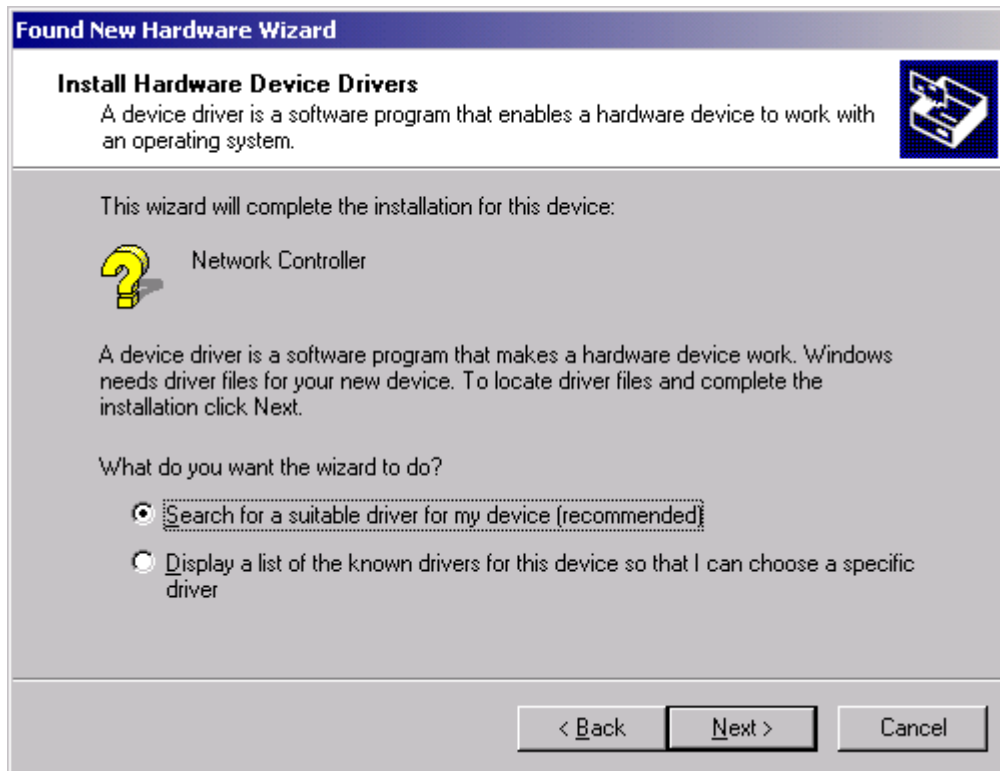 Found New Hardware Wizard
Install Hardware Device Drivers
A device driver is a software program that enables a hardware device to work with
an operating system.
This wizard will complete the installation for this device:
Network Controller
A device driver is a software program that makes a hardware device work. Windows
needs driver files for your new device. To locate driver files and complete the
installation click Next.
What do you want the wizard to do?
Search for a suitable driver for my device (recommended)
Display a list of the known drivers for this device so that I can choose a specific
driver
< Back Next > Cancel